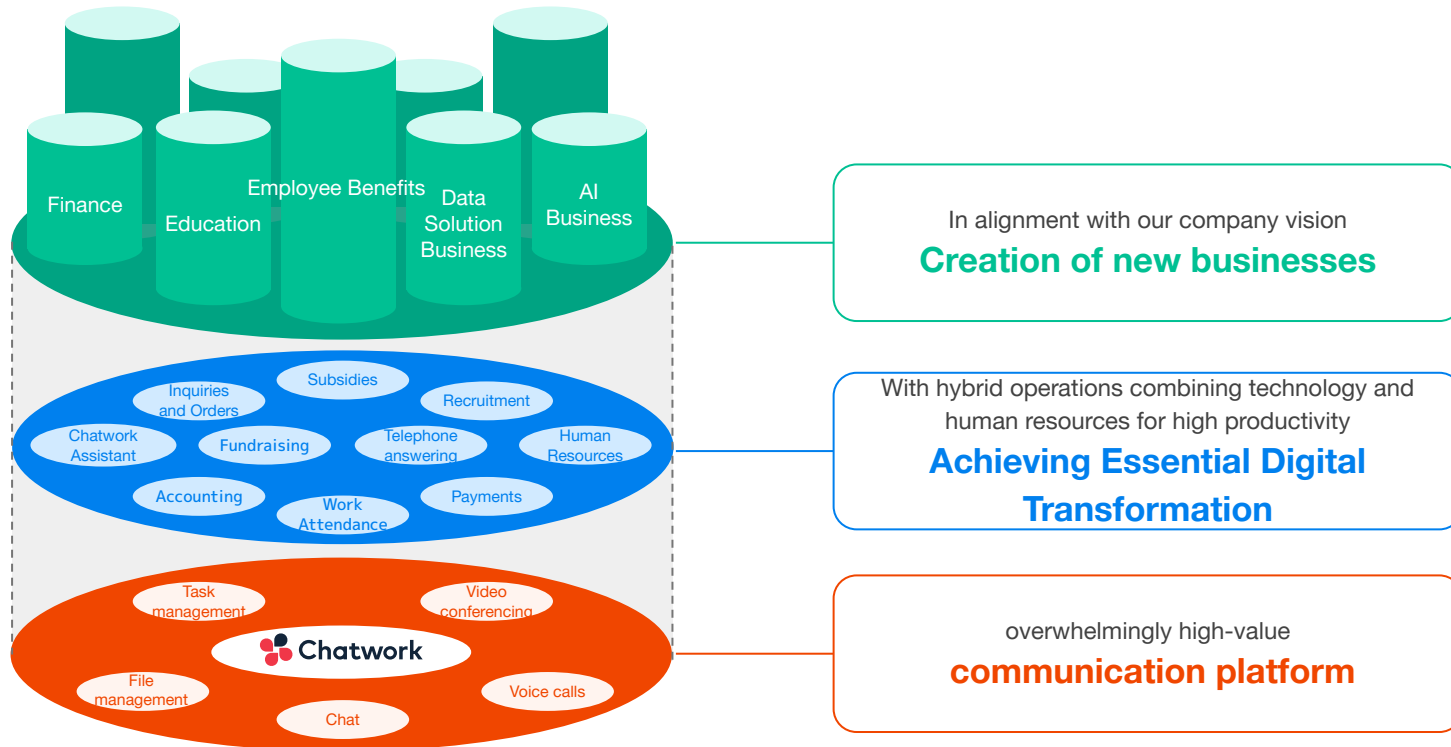 Finance
Education
Employee Benefits
Data
Solution
Business
AI
Business
In alignment with our company vision
Creation of new businesses
Subsidies
Inquiries
and Orders
Recruitment
Chatwork
Assistant
Fundraising
Telephone
answering
Human
Resources
Accounting
Work
Attendance
Payments
With hybrid operations combining technology and
human resources for high productivity
Achieving Essential Digital
Transformation
Task
management
Video
conferencing
Chatwork
File
management
Chat
Voice calls
overwhelmingly high-value
communication platform